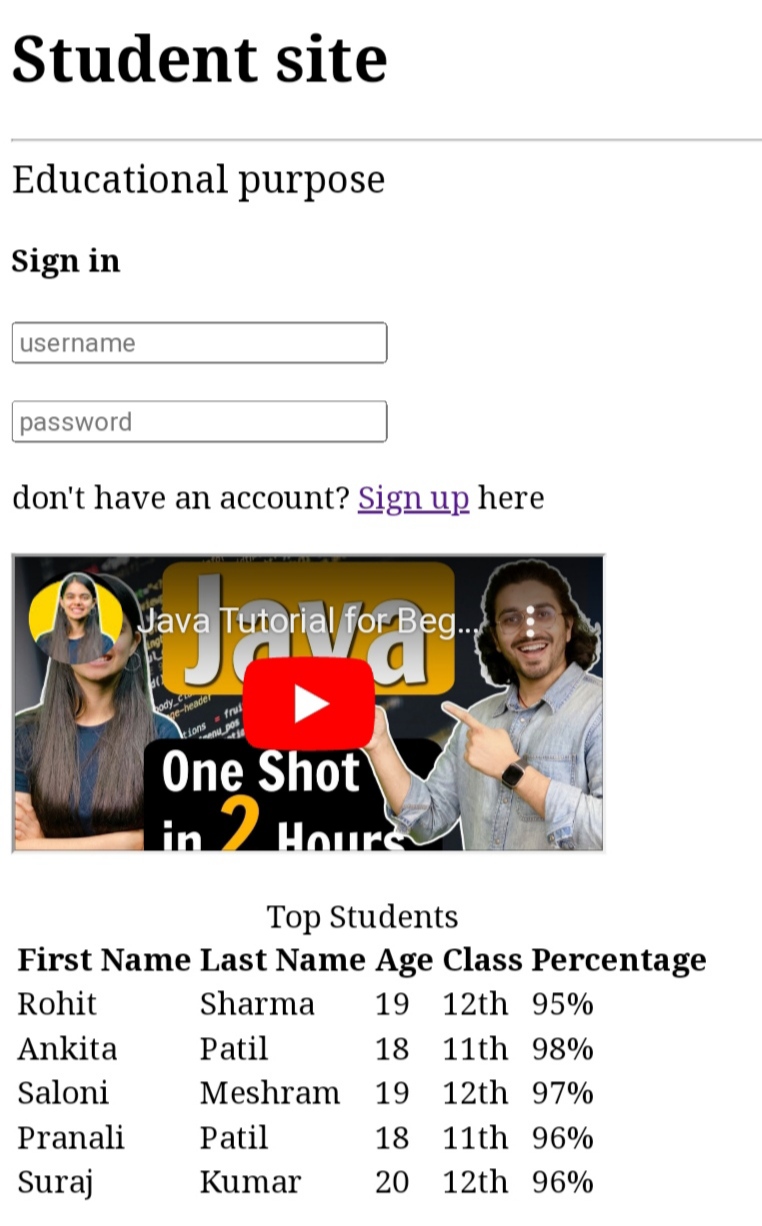 Student site
Educational purpose
Sign in
username
password
don't have an account? Sign up here
Java Tutorial for Beg...
Java
One Shot
in 2 Hours
Top Students
First Name Last Name Age Class Percentage
Rohit Sharma 19 12th 95%
Ankita Patil 18 11th 98%
Saloni Meshram 19 12th 97%
Pranali Patil 18 11th 96%
Suraj Kumar 20 12th 96%